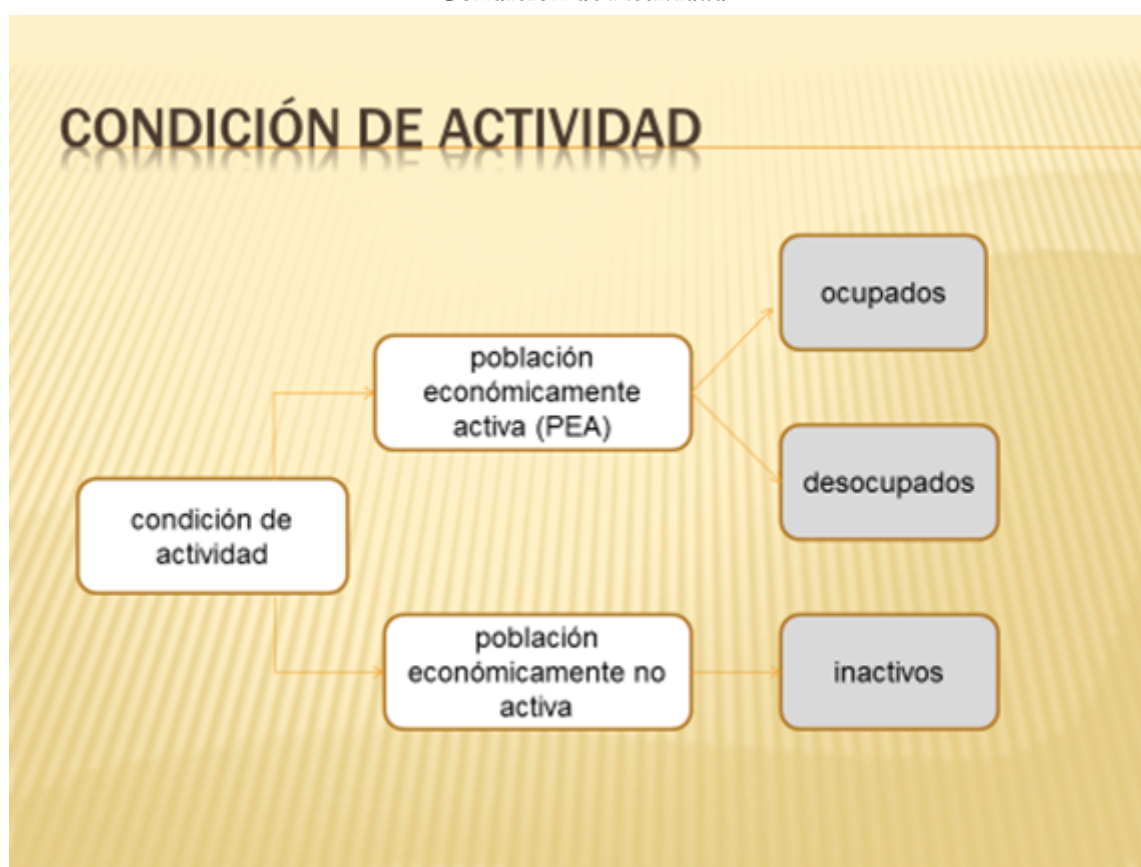 CONDICIÓN DE ACTIVIDAD
ocupados
población
económicamente
activa (PEA)
desocupados
condición de
actividad
población
económicamente no
activa
inactivos